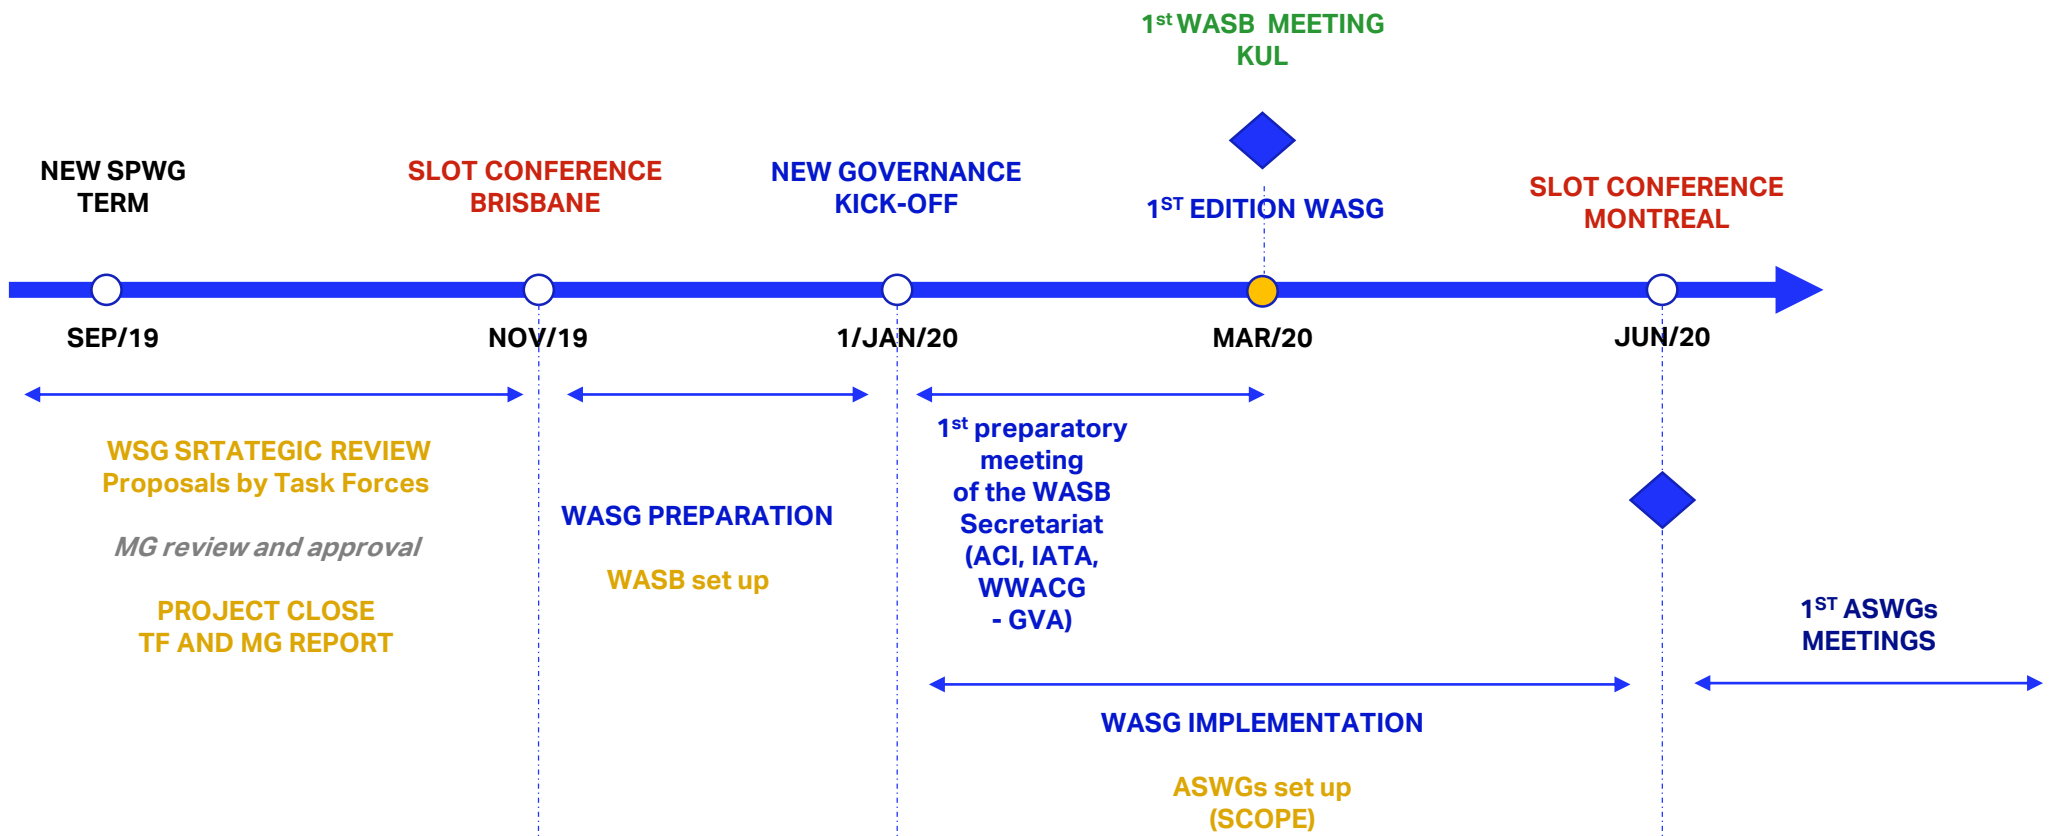 1st WASB MEETING
KUL
NEW SPWG
TERM
SLOT CONFERENCE
BRISBANE
NEW GOVERNANCE
KICK-OFF
1ST EDITION WASG
SLOT CONFERENCE
MONTREAL
SEP/19
NOV/19
1/JAN/20
MAR/20
JUN/20
WSG SRTATEGIC REVIEW
Proposals by Task Forces
MG review and approval
PROJECT CLOSE
TF AND MG REPORT
WASG PREPARATION
WASB set up
1st preparatory
meeting
of the WASB
Secretariat
(ACI, IATA,
WWACG
- GVA)
WASG IMPLEMENTATION
ASWGs set up
(SCOPE)
1ST ASWGs
MEETINGS